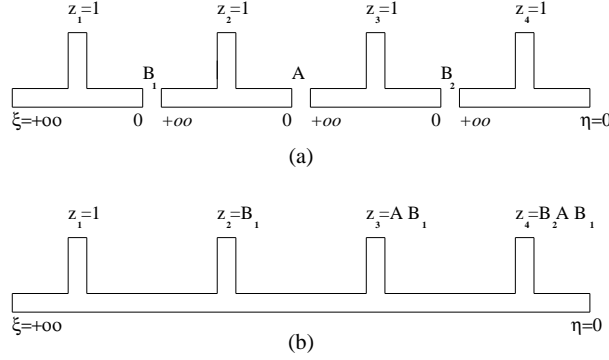 z₁=1 z₂=1 z₃=1 z₄=1
B₁ A B₂
ξ=+oo 0 +oo 0 +oo 0 +oo η=0
(a)
z₁=1 z₂=B₁ z₃=A B₁ z₄=B₂A B₁
ξ=+oo η=0
(b)